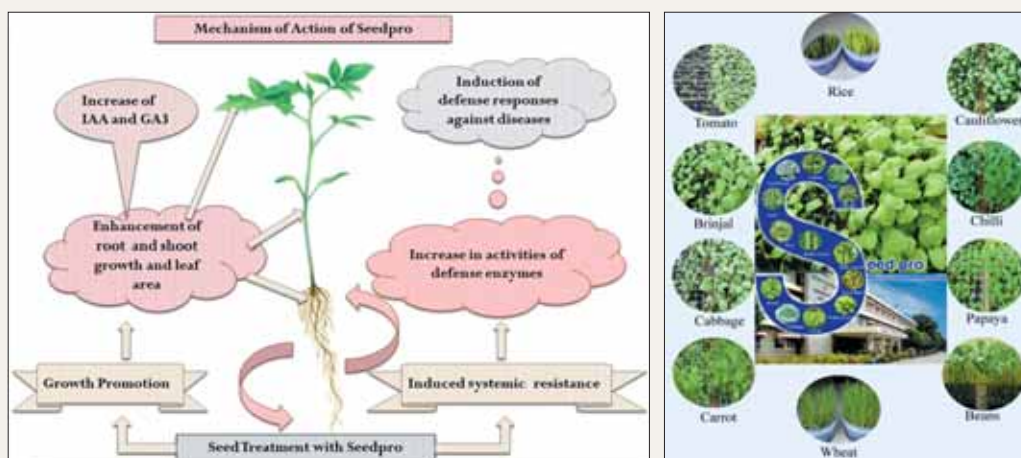 Mechanism of Action of Seedpro
Increase of
IAA and GA3
Induction of
defense responses
against diseases
Enhancement of
root and shoot
growth and leaf
area
Increase in activities of
defense enzymes
Growth Promotion
Induced systemic resistance
Seed Treatment with Seedpro
Rice
Tomato
Cauliflower
Brinjal
Chilli
S
eed pro
Cabbage
Papaya
Carrot
Beans
Wheat